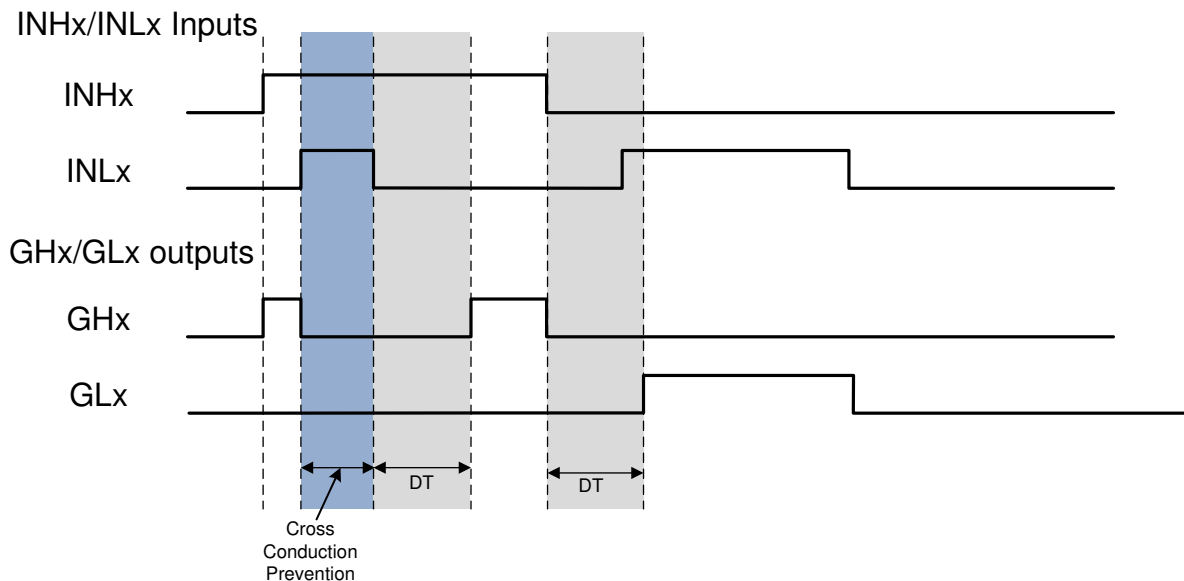 INHx/INLx Inputs
INHx
INLx
GHx/GLx outputs
GHx
GLx
DT
DT
Cross
Conduction
Prevention